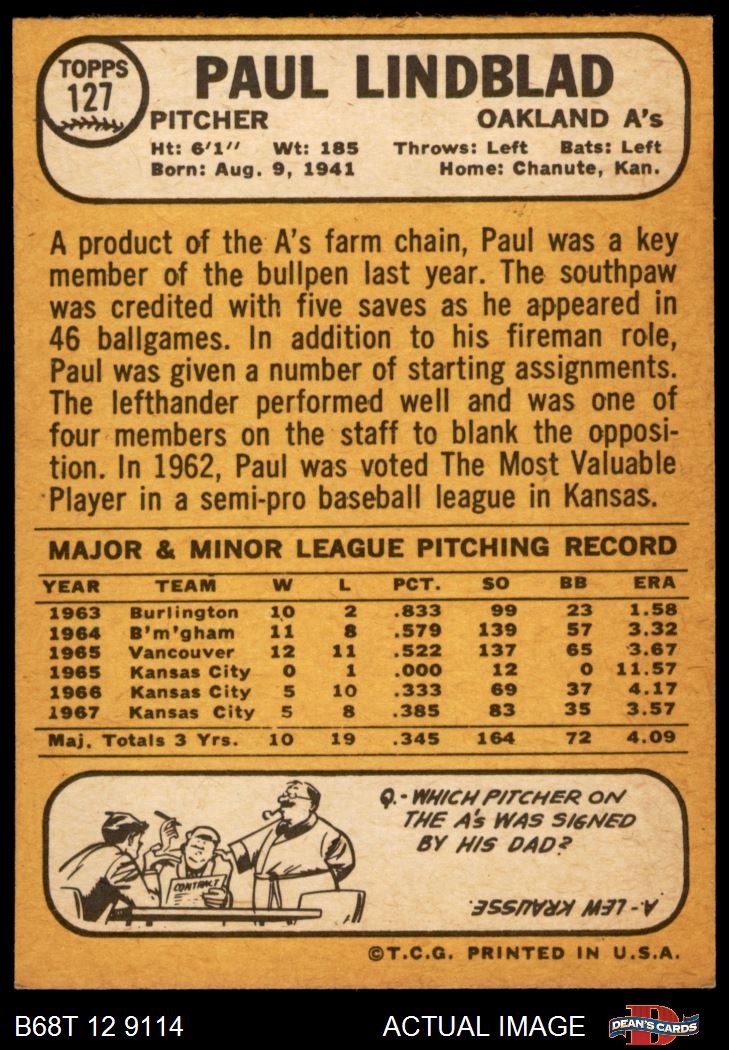 TOPPS
127
PAUL LINDBLAD
PITCHER OAKLAND A's
Ht: 6'1" Wt: 185 Throws: Left Bats: Left
Born: Aug. 9, 1941 Home: Chanute, Kan.
A product of the A's farm chain, Paul was a key
member of the bullpen last year. The southpaw
was credited with five saves as he appeared in
46 ballgames. In addition to his fireman role,
Paul was given a number of starting assignments.
The lefthander performed well and was one of
four members on the staff to blank the opposi-
tion. In 1962, Paul was voted The Most Valuable
Player in a semi-pro baseball league in Kansas.
MAJOR & MINOR LEAGUE PITCHING RECORD
YEAR TEAM W L PCT. SO BB ERA
1963 Burlington 10 2 .833 99 23 1.58
1964 B'm'gham 11 8 .579 139 57 3.32
1965 Vancouver 12 11 .522 137 65 3.67
1965 Kansas City 0 1 .000 12 0 11.57
1966 Kansas City 5 10 .333 69 37 4.17
1967 Kansas City 5 8 .385 83 35 3.57
Maj. Totals 3 Yrs. 10 19 .345 164 72 4.09
CONTRACT
Q.-WHICH PITCHER ON
THE A's WAS SIGNED
BY HIS DAD?
A-LEW KRAUSSE.
©T.C.G. PRINTED IN U.S.A.
B68T 12 9114 ACTUAL IMAGE
D
DEAN'S CARDS